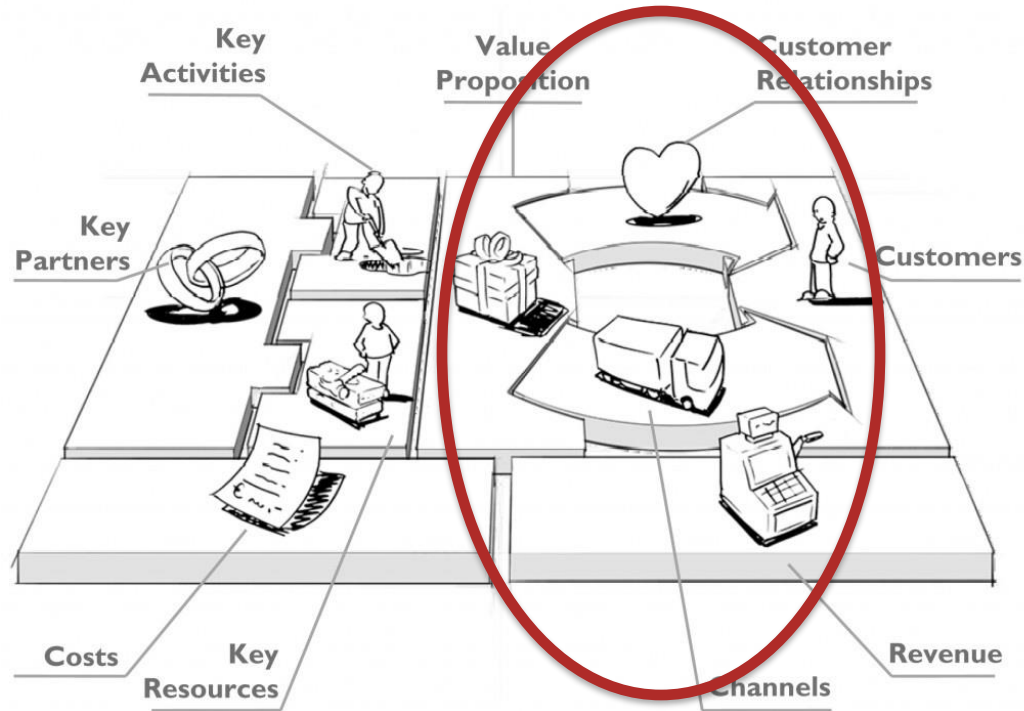 Key
Activities
Value
Proposition
Customer
Relationships
Key
Partners
Customers
Costs
Key
Resources
Channels
Revenue